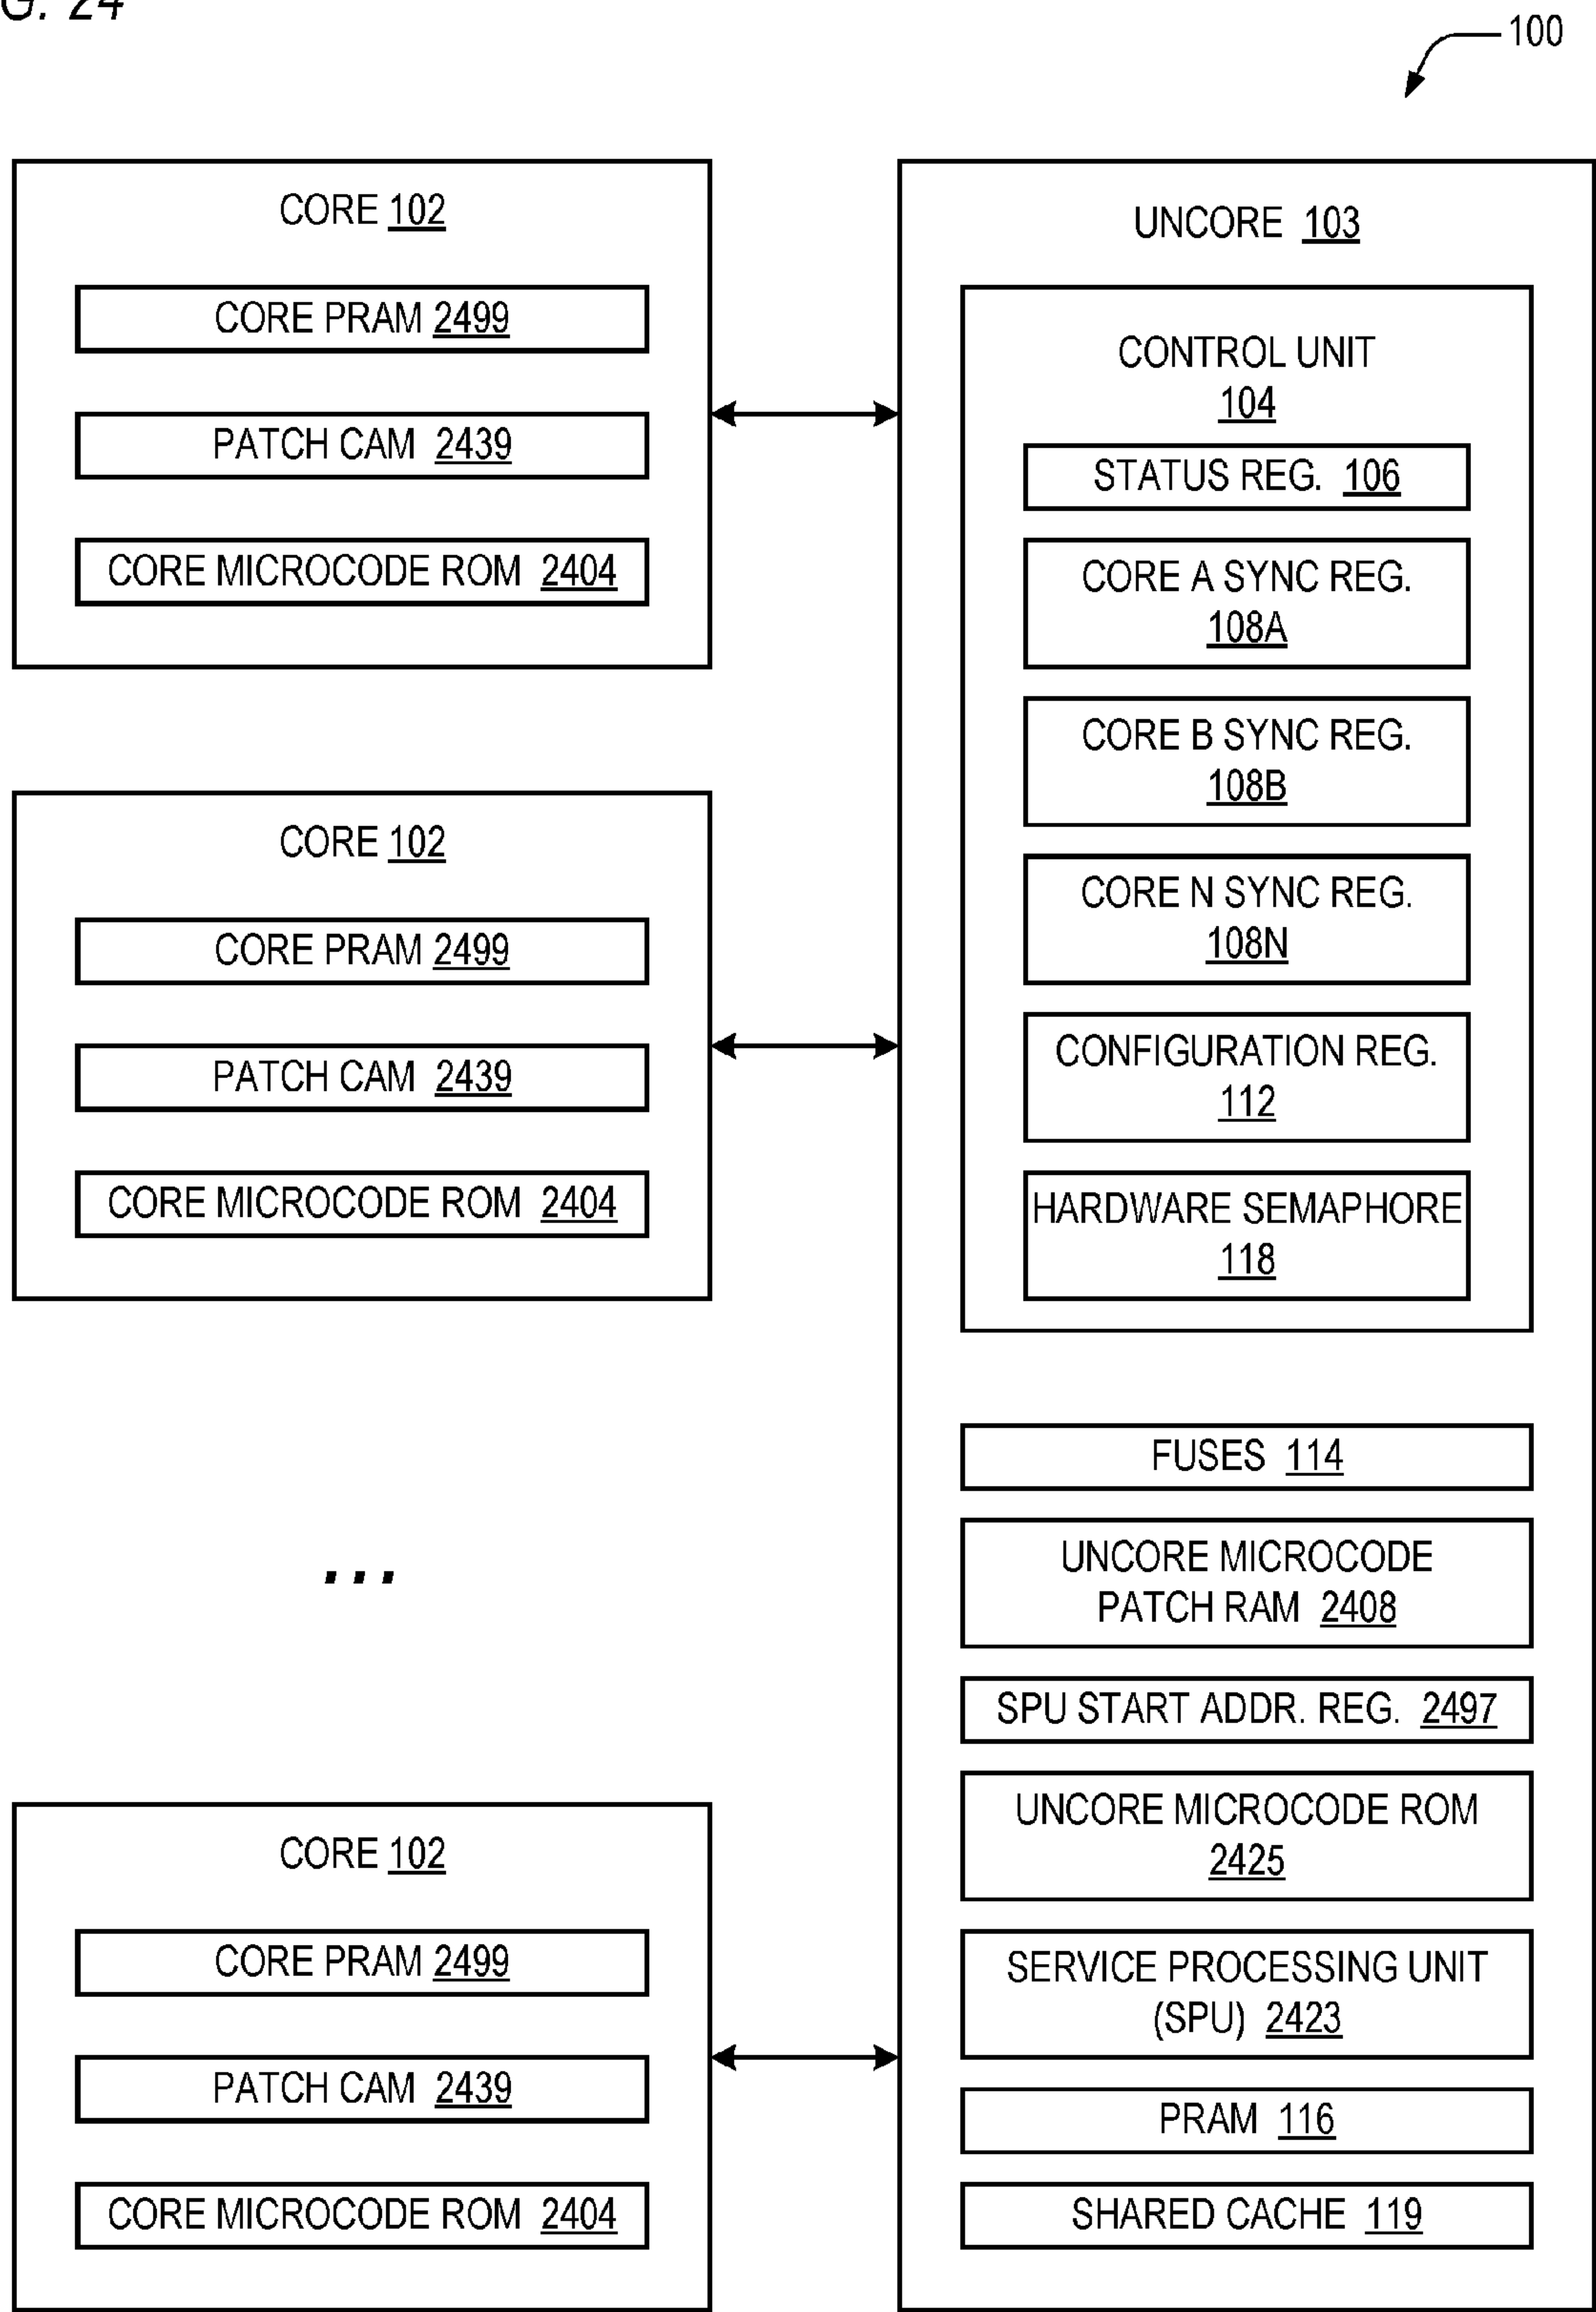 G. 24
100
CORE 102
CORE PRAM 2499
PATCH CAM 2439
CORE MICROCODE ROM 2404
CORE 102
CORE PRAM 2499
PATCH CAM 2439
CORE MICROCODE ROM 2404
...
CORE 102
CORE PRAM 2499
PATCH CAM 2439
CORE MICROCODE ROM 2404
UNCORE 103
CONTROL UNIT
104
STATUS REG. 106
CORE A SYNC REG.
108A
CORE B SYNC REG.
108B
CORE N SYNC REG.
108N
CONFIGURATION REG.
112
HARDWARE SEMAPHORE
118
FUSES 114
UNCORE MICROCODE
PATCH RAM 2408
SPU START ADDR. REG. 2497
UNCORE MICROCODE ROM
2425
SERVICE PROCESSING UNIT
(SPU) 2423
PRAM 116
SHARED CACHE 119